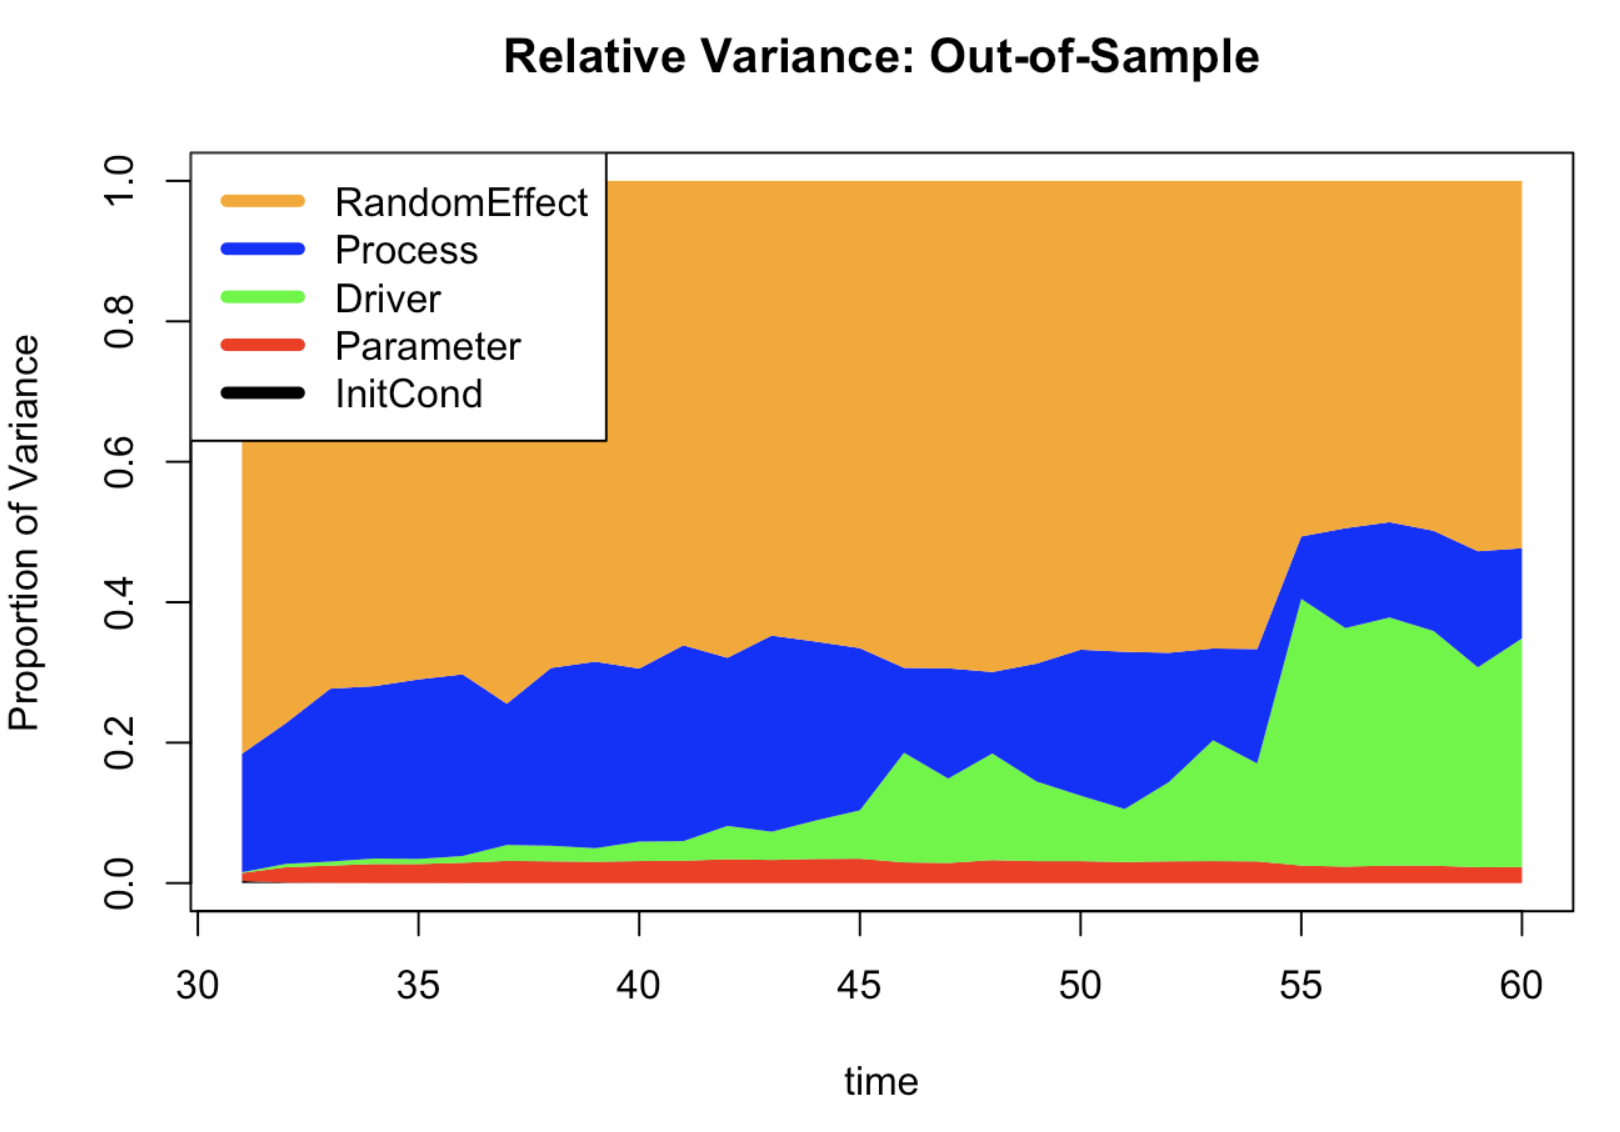 Relative Variance: Out-of-Sample
Proportion of Variance
1.0
0.8
0.6
0.4
0.2
0.0
RandomEffect
Process
Driver
Parameter
InitCond
30 35 40 45 50 55 60
time